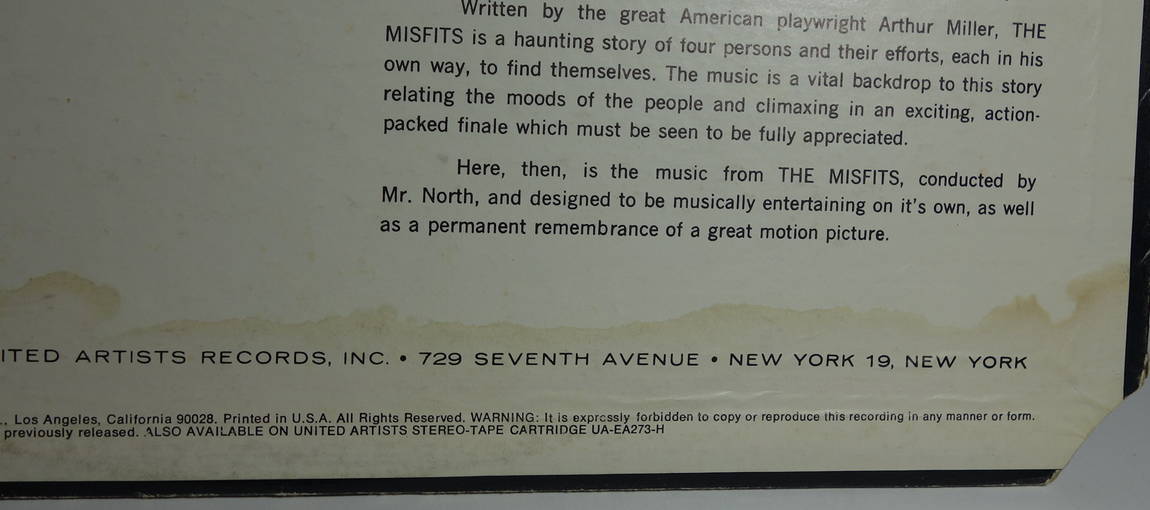 Written by the great American playwright Arthur Miller, THE
MISFITS is a haunting story of four persons and their efforts, each in his
own way, to find themselves. The music is a vital backdrop to this story
relating the moods of the people and climaxing in an exciting, action-
packed finale which must be seen to be fully appreciated.
Here, then, is the music from THE MISFITS, conducted by
Mr. North, and designed to be musically entertaining on it's own, as well
as a permanent remembrance of a great motion picture.
ITED ARTISTS RECORDS, INC. • 729 SEVENTH AVENUE • NEW YORK 19, NEW YORK
., Los Angeles, California 90028. Printed in U.S.A. All Rights Reserved. WARNING: It is expressly forbidden to copy or reproduce this recording in any manner or form.
previously released. ALSO AVAILABLE ON UNITED ARTISTS STEREO-TAPE CARTRIDGE UA-EA273-H